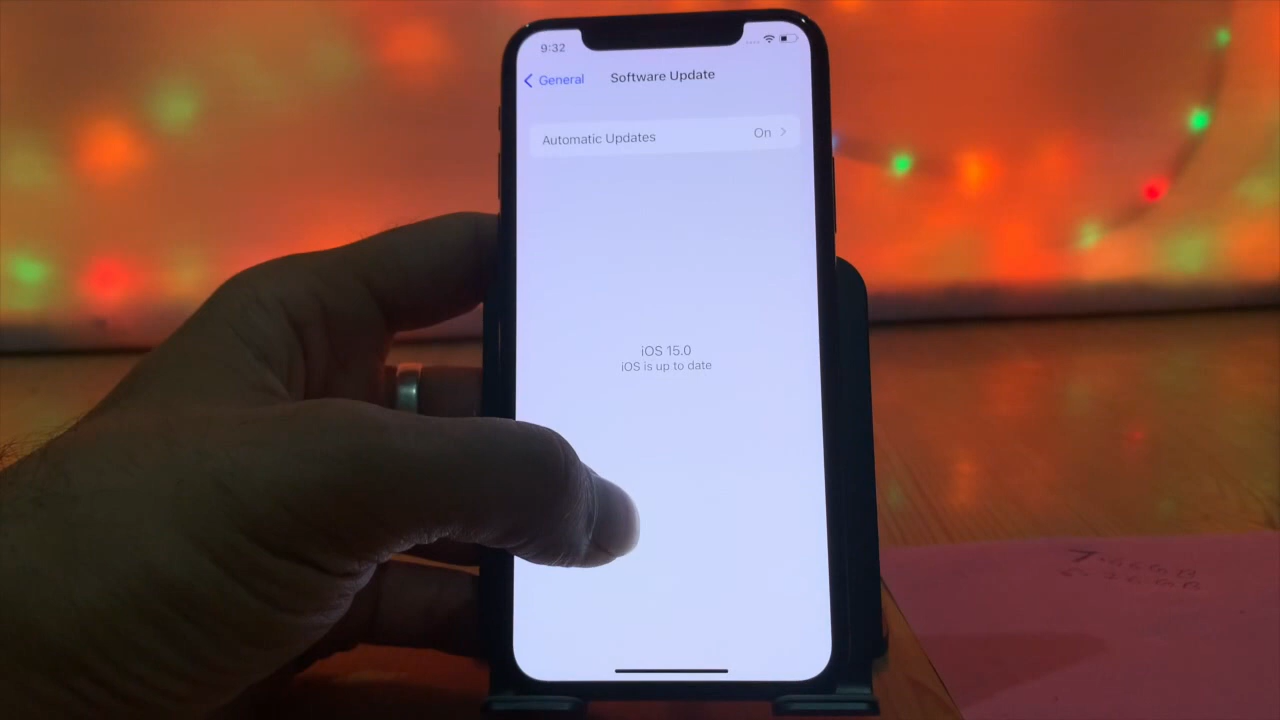 9:32
General
Software Update
Automatic Updates
On
iOS 15.0
iOS is up to date